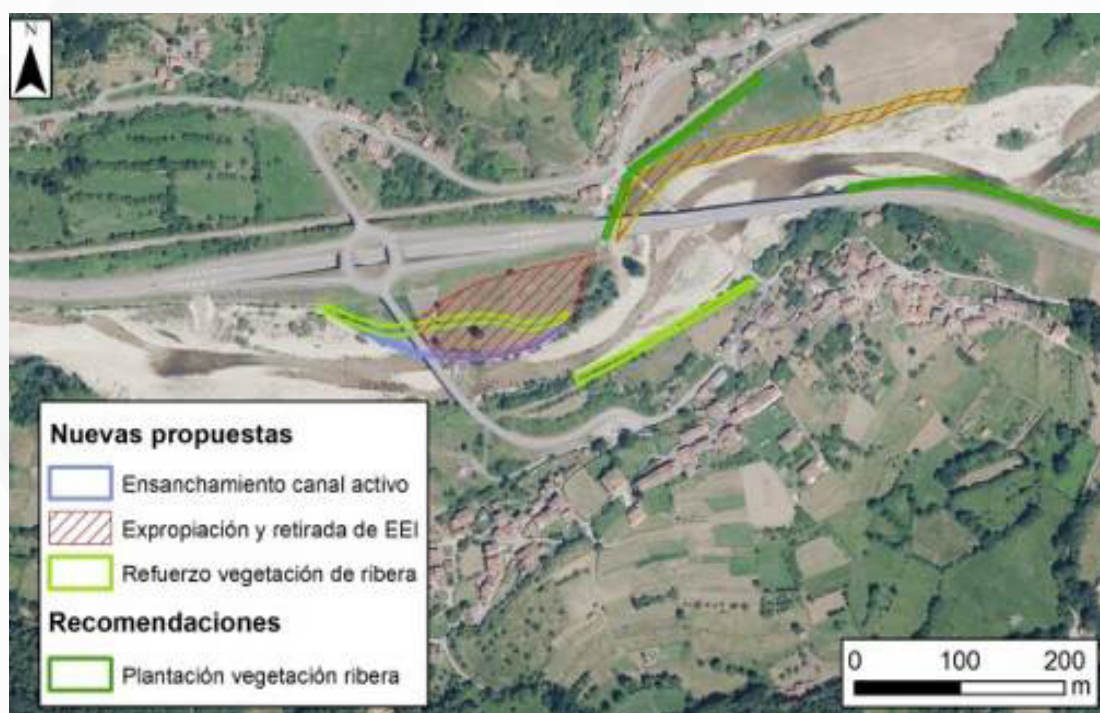 N
Nuevas propuestas
Ensanchamiento canal activo
Expropiación y retirada de EEI
Refuerzo vegetación de ribera
Recomendaciones
Plantación vegetación ribera
0 100 200
m